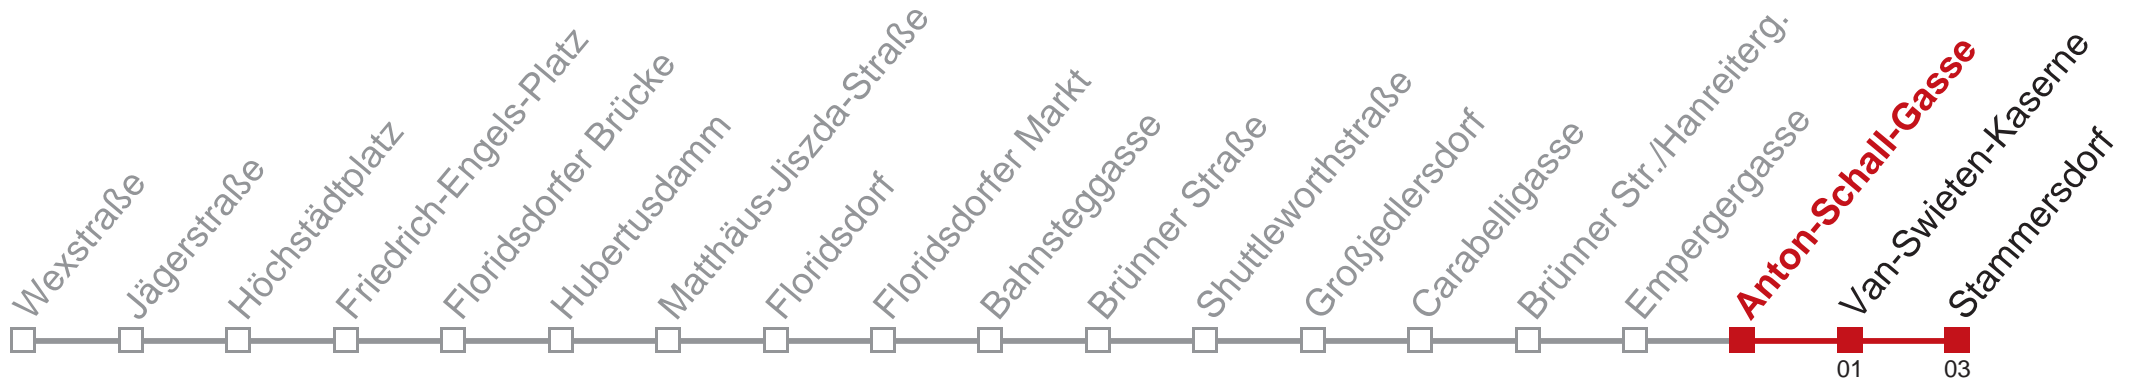 Wexstraße
Jägerstraße
Höchstädtplatz
Friedrich-Engels-Platz
Floridsdorfer Brücke
Hubertusdamm
Matthäus-Jiszda-Straße
Floridsdorf
Floridsdorfer Markt
Bahnsteggasse
Brünner Straße
Shuttleworthstraße
Großjedlersdorf
Carabelligasse
Brünner Str./Hanreiterg.
Empergergasse
Anton-Schall-Gasse
Van-Swieten-Kaserne
Stammersdorf
01
03